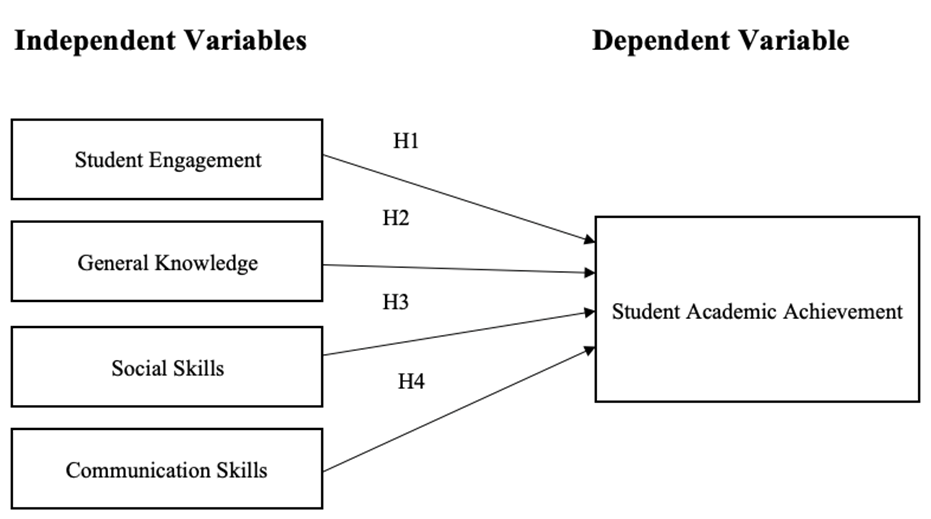 Independent Variables
Dependent Variable
Student Engagement
H1
H2
General Knowledge
H3
Student Academic Achievement
Social Skills
H4
Communication Skills